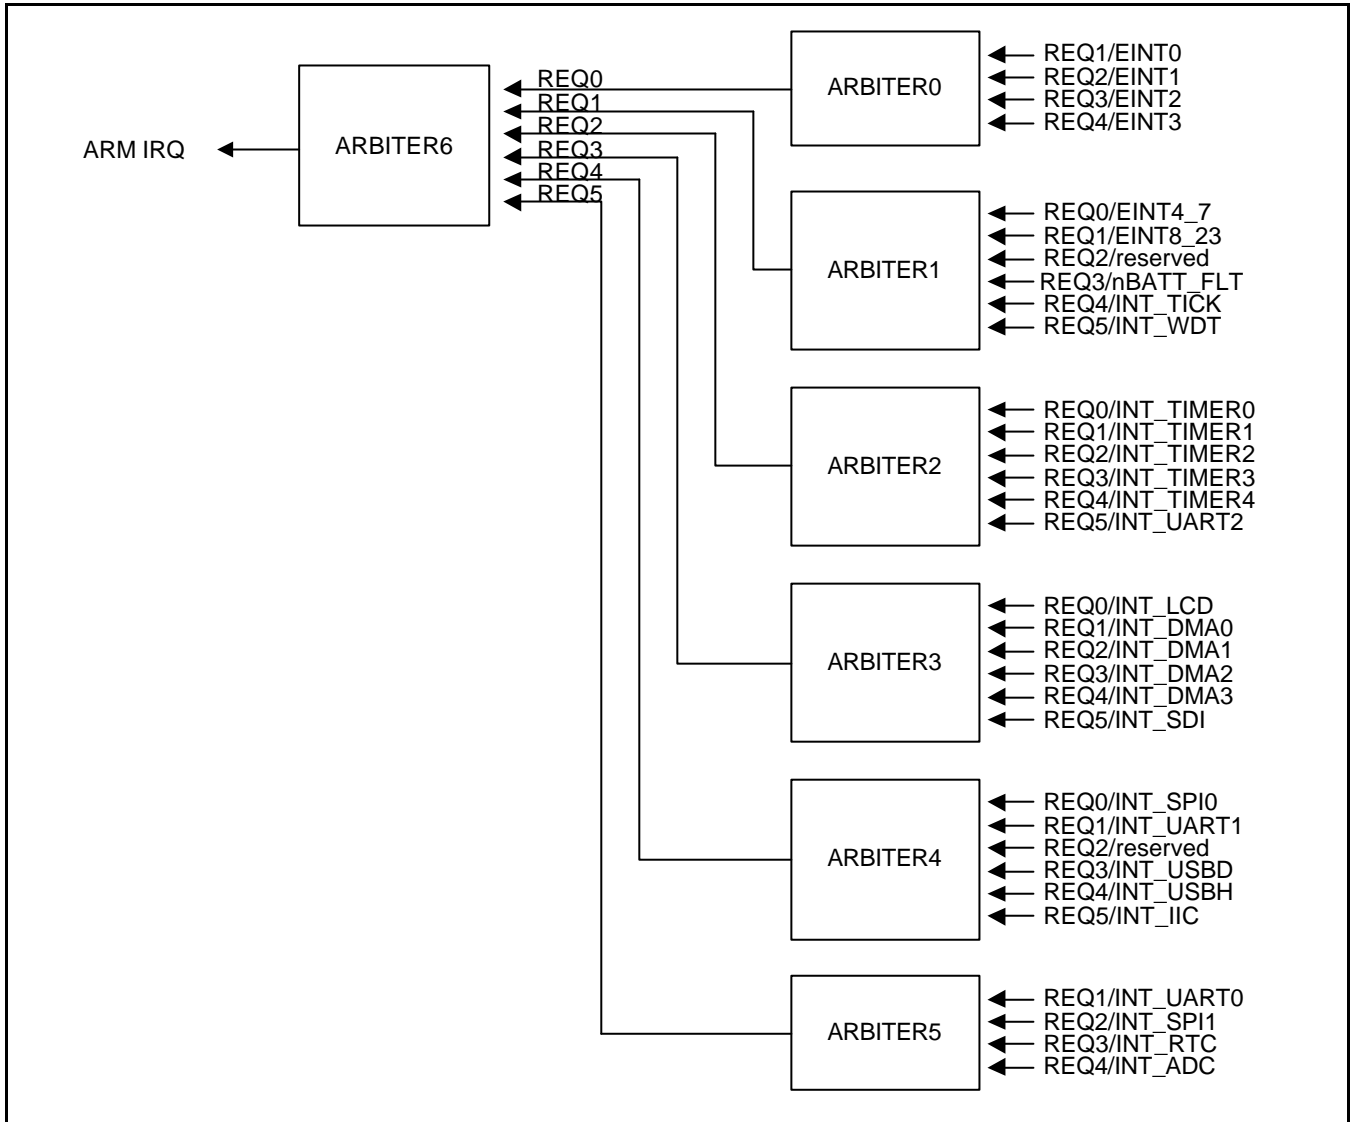 ARM IRQ
ARBITER6
REQ0
REQ1
REQ2
REQ3
REQ4
REQ5
ARBITER0
REQ1/EINT0
REQ2/EINT1
REQ3/EINT2
REQ4/EINT3
ARBITER1
REQ0/EINT4_7
REQ1/EINT8_23
REQ2/reserved
REQ3/nBATT_FLT
REQ4/INT_TICK
REQ5/INT_WDT
ARBITER2
REQ0/INT_TIMER0
REQ1/INT_TIMER1
REQ2/INT_TIMER2
REQ3/INT_TIMER3
REQ4/INT_TIMER4
REQ5/INT_UART2
ARBITER3
REQ0/INT_LCD
REQ1/INT_DMA0
REQ2/INT_DMA1
REQ3/INT_DMA2
REQ4/INT_DMA3
REQ5/INT_SDI
ARBITER4
REQ0/INT_SPI0
REQ1/INT_UART1
REQ2/reserved
REQ3/INT_USBD
REQ4/INT_USBH
REQ5/INT_IIC
ARBITER5
REQ1/INT_UART0
REQ2/INT_SPI1
REQ3/INT_RTC
REQ4/INT_ADC